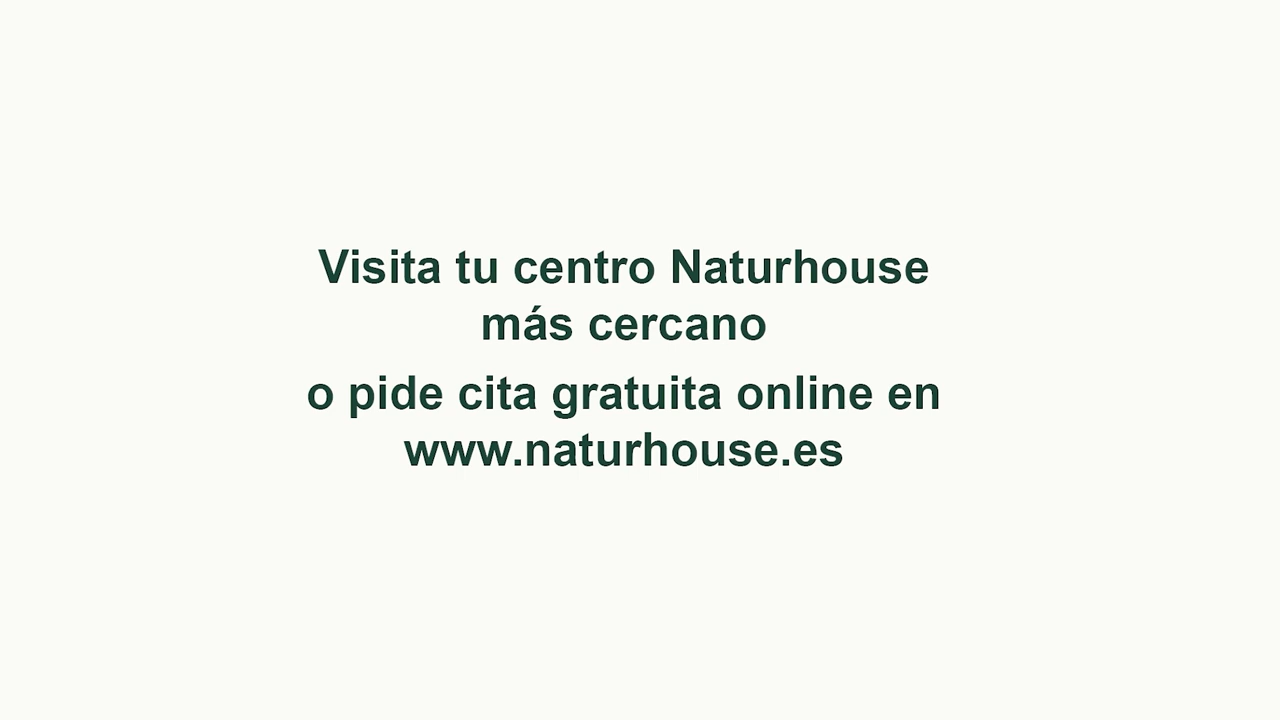 Visita tu centro Naturhouse
más cercano
o pide cita gratuita online en
www.naturhouse.es